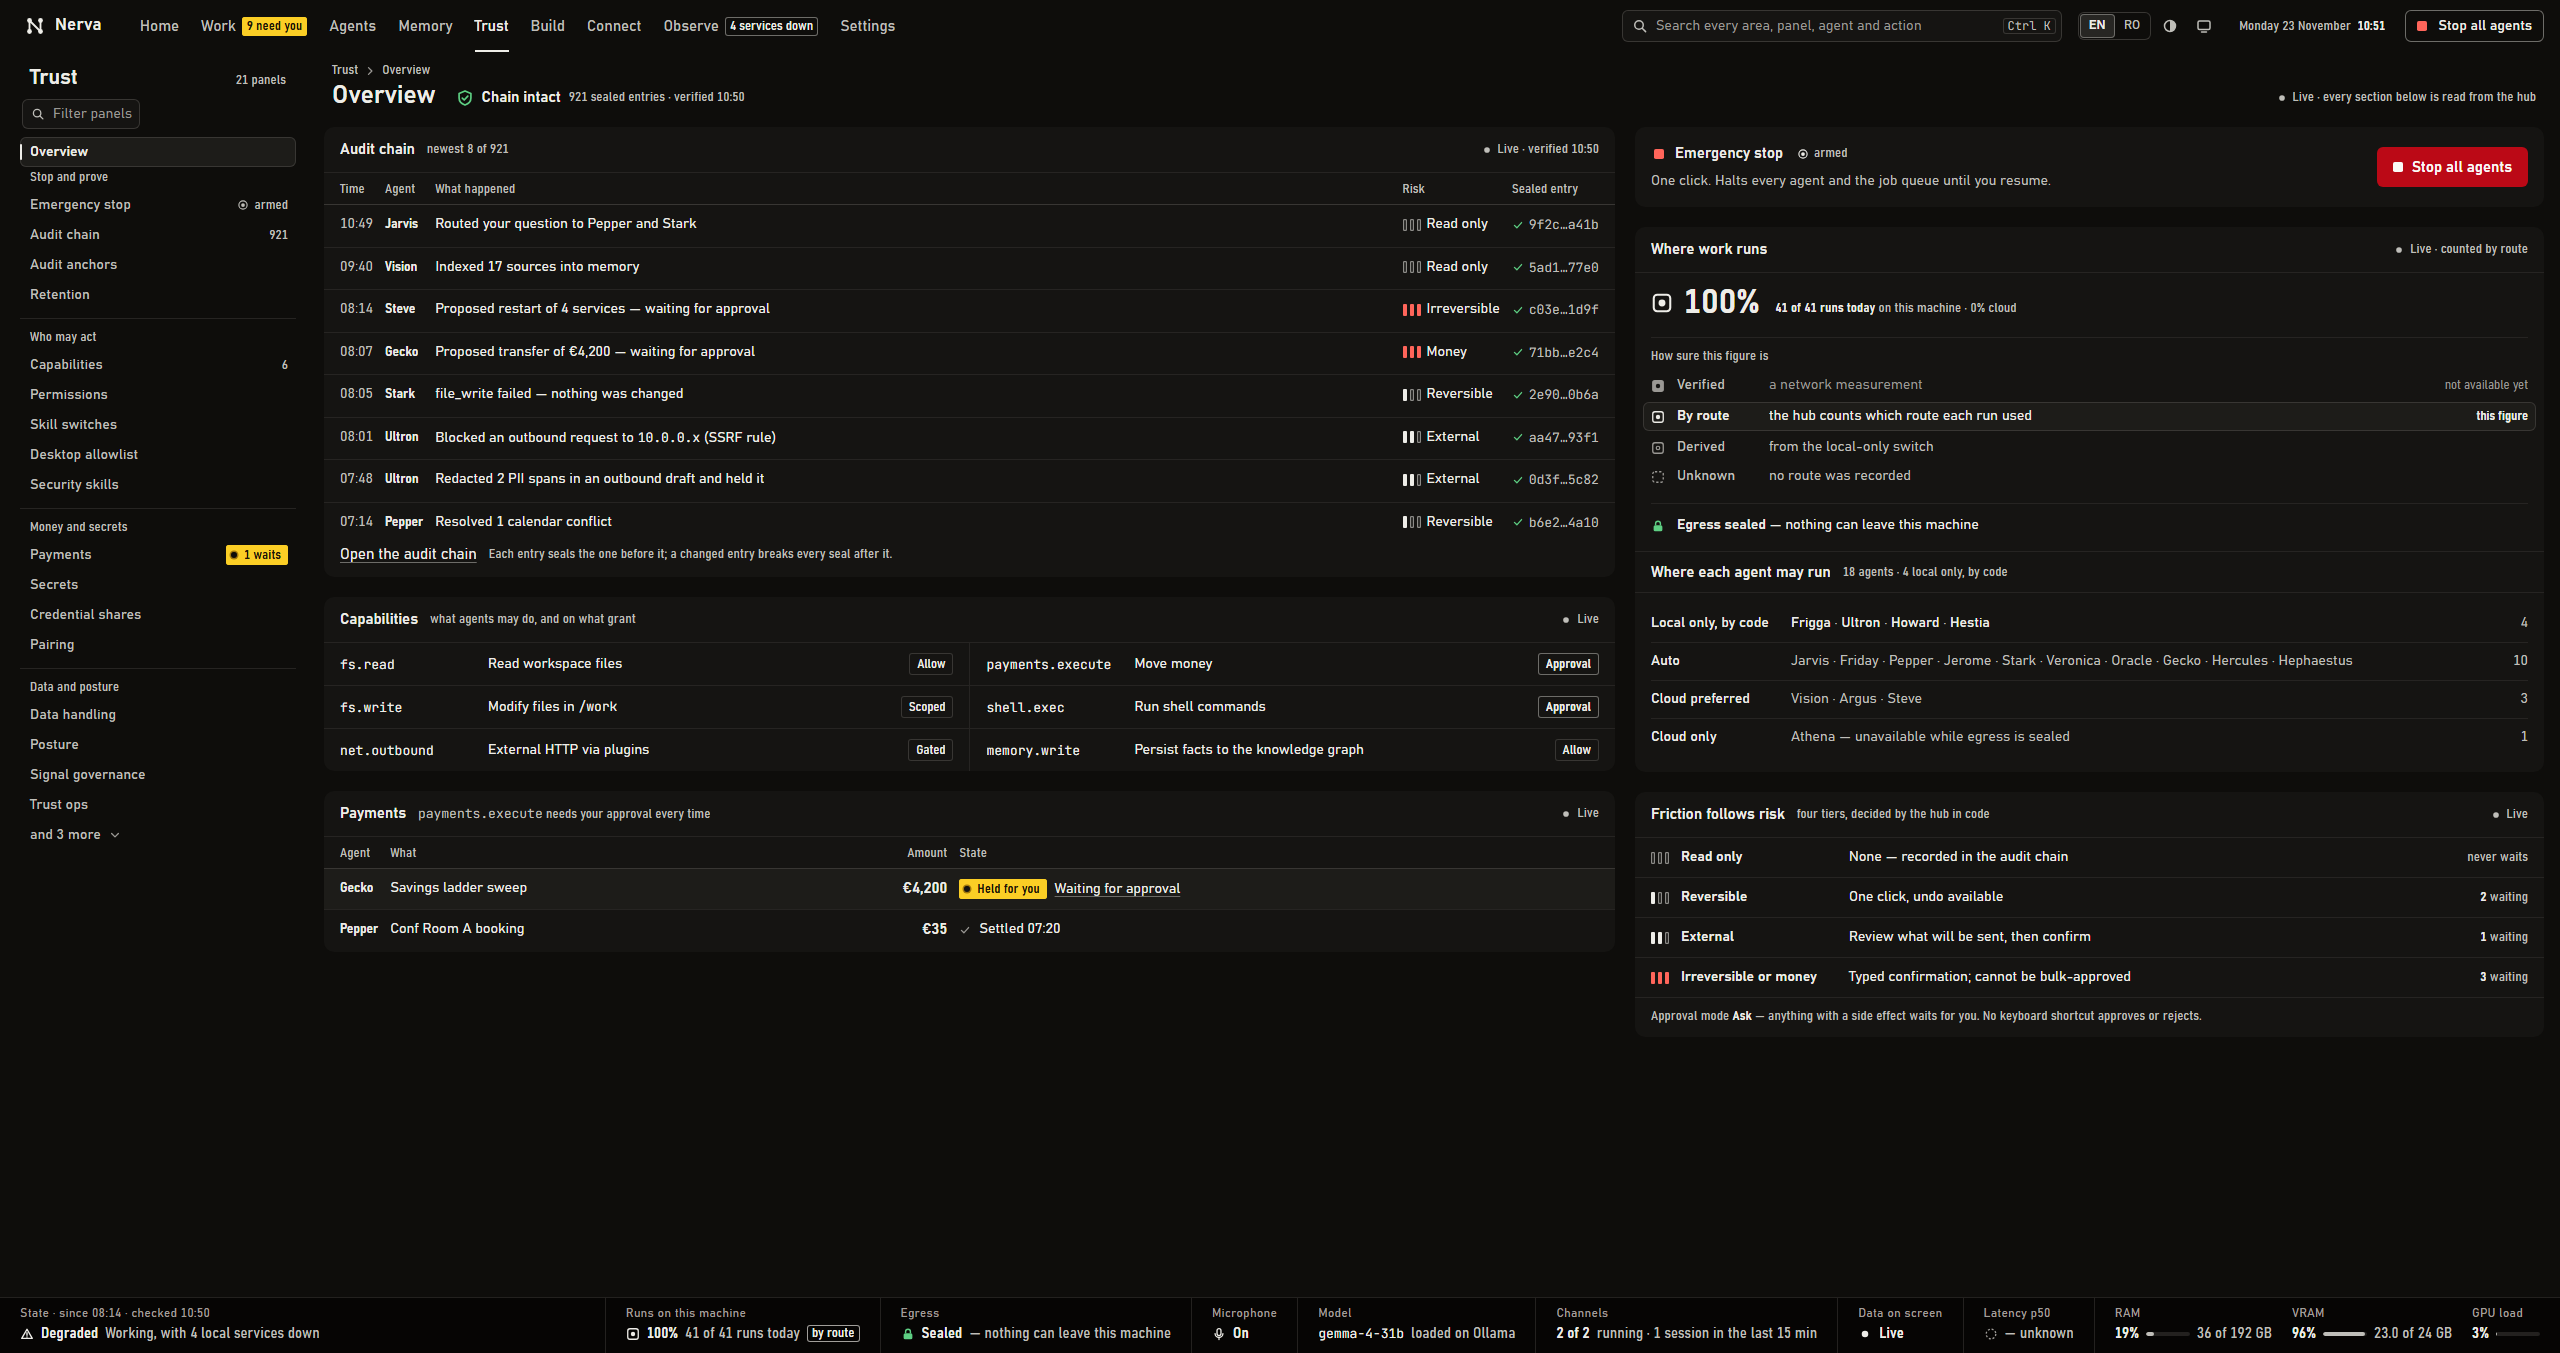 Nerva
Home
Work 9 need you
Agents
Memory
Trust
Build
Connect
Observe 4 services down
Settings
Search every area, panel, agent and action Ctrl K
EN RO
Monday 23 November 10:51
Stop all agents
Trust
21 panels
Filter panels
Overview
Stop and prove
Emergency stop armed
Audit chain 921
Audit anchors
Retention
Who may act
Capabilities 6
Permissions
Skill switches
Desktop allowlist
Security skills
Money and secrets
Payments 1 waits
Secrets
Credential shares
Pairing
Data and posture
Data handling
Posture
Signal governance
Trust ops
and 3 more
Trust > Overview
Overview Chain intact 921 sealed entries · verified 10:50
Live · every section below is read from the hub
Audit chain newest 8 of 921 Live · verified 10:50
Time Agent What happened Risk Sealed entry
10:49 Jarvis Routed your question to Pepper and Stark Read only 9f2c…a41b
09:40 Vision Indexed 17 sources into memory Read only 5ad1…77e0
08:14 Steve Proposed restart of 4 services — waiting for approval Irreversible c03e…1d9f
08:07 Gecko Proposed transfer of €4,200 — waiting for approval Money 71bb…e2c4
08:05 Stark file_write failed — nothing was changed Reversible 2e90…0b6a
08:01 Ultron Blocked an outbound request to 10.0.0.x (SSRF rule) External aa47…93f1
07:48 Ultron Redacted 2 PII spans in an outbound draft and held it External 0d3f…5c82
07:14 Pepper Resolved 1 calendar conflict Reversible b6e2…4a10
Open the audit chain Each entry seals the one before it; a changed entry breaks every seal after it.
Capabilities what agents may do, and on what grant Live
fs.read Read workspace files Allow
payments.execute Move money Approval
fs.write Modify files in /work Scoped
shell.exec Run shell commands Approval
net.outbound External HTTP via plugins Gated
memory.write Persist facts to the knowledge graph Allow
Payments payments.execute needs your approval every time Live
Agent What Amount State
Gecko Savings ladder sweep €4,200 Held for you Waiting for approval
Pepper Conf Room A booking €35 Settled 07:20
Emergency stop armed
One click. Halts every agent and the job queue until you resume.
Stop all agents
Where work runs Live · counted by route
100% 41 of 41 runs today on this machine · 0% cloud
How sure this figure is
Verified a network measurement not available yet
By route the hub counts which route each run used this figure
Derived from the local-only switch
Unknown no route was recorded
Egress sealed — nothing can leave this machine
Where each agent may run 18 agents · 4 local only, by code
Local only, by code Frigga · Ultron · Howard · Hestia 4
Auto Jarvis · Friday · Pepper · Jerome · Stark · Veronica · Oracle · Gecko · Hercules · Hephaestus 10
Cloud preferred Vision · Argus · Steve 3
Cloud only Athena — unavailable while egress is sealed 1
Friction follows risk four tiers, decided by the hub in code Live
Read only None — recorded in the audit chain never waits
Reversible One click, undo available 2 waiting
External Review what will be sent, then confirm 1 waiting
Irreversible or money Typed confirmation; cannot be bulk-approved 3 waiting
Approval mode Ask — anything with a side effect waits for you. No keyboard shortcut approves or rejects.
State · since 08:14 · checked 10:50
Degraded Working, with 4 local services down
Runs on this machine
100% 41 of 41 runs today by route
Egress
Sealed — nothing can leave this machine
Microphone
On
Model
gemma-4-31b loaded on Ollama
Channels
2 of 2 running · 1 session in the last 15 min
Data on screen
Live
Latency p50
— unknown
RAM
19% 36 of 192 GB
VRAM
96% 23.0 of 24 GB
GPU load
3%